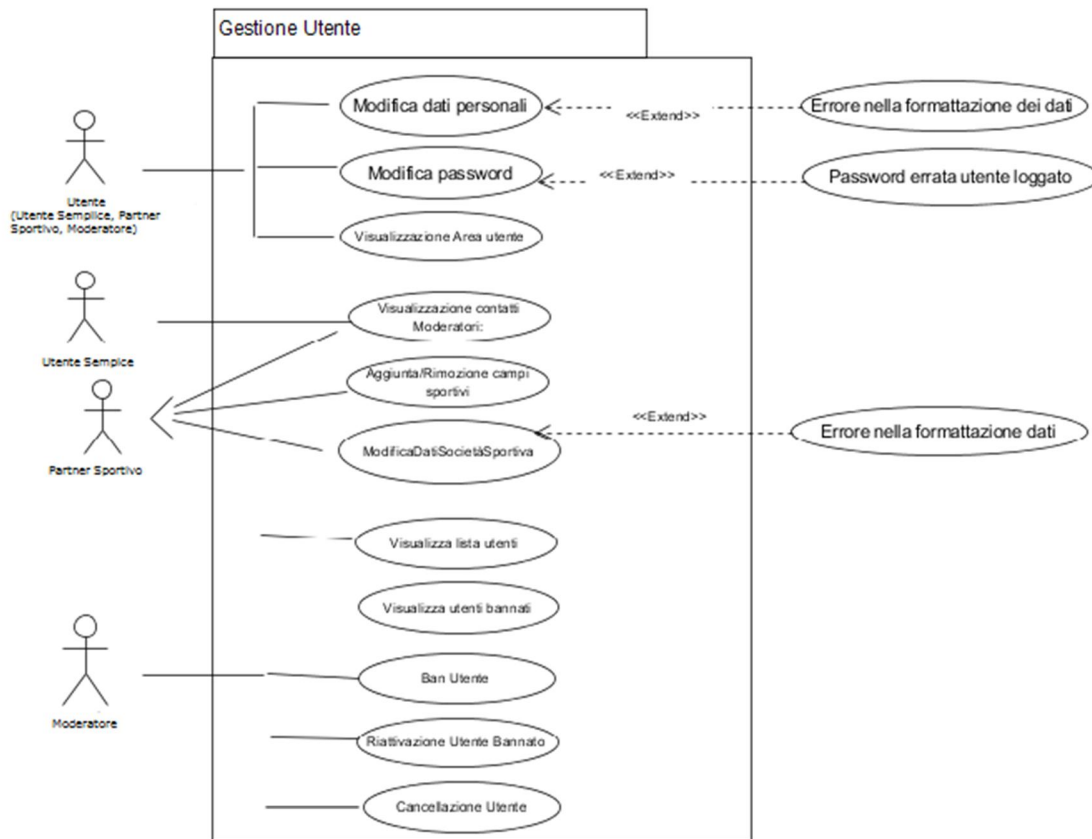 Gestione Utente
Modifica dati personali
<<Extend>>
Errore nella formattazione dei dati
Utente
(Utente Semplice, Partner
Sportivo, Moderatore)
Modifica password
<<Extend>>
Password errata utente loggato
Visualizzazione Area utente
Utente Semplice
Visualizzazione contatti
Moderatori:
Partner Sportivo
Aggiunta/Rimozione campi
sportivi
ModificaDatiSocietàSportiva
<<Extend>>
Errore nella formattazione dati
Visualizza lista utenti
Visualizza utenti bannati
Moderatore
Ban Utente
Riattivazione Utente Bannato
Cancellazione Utente